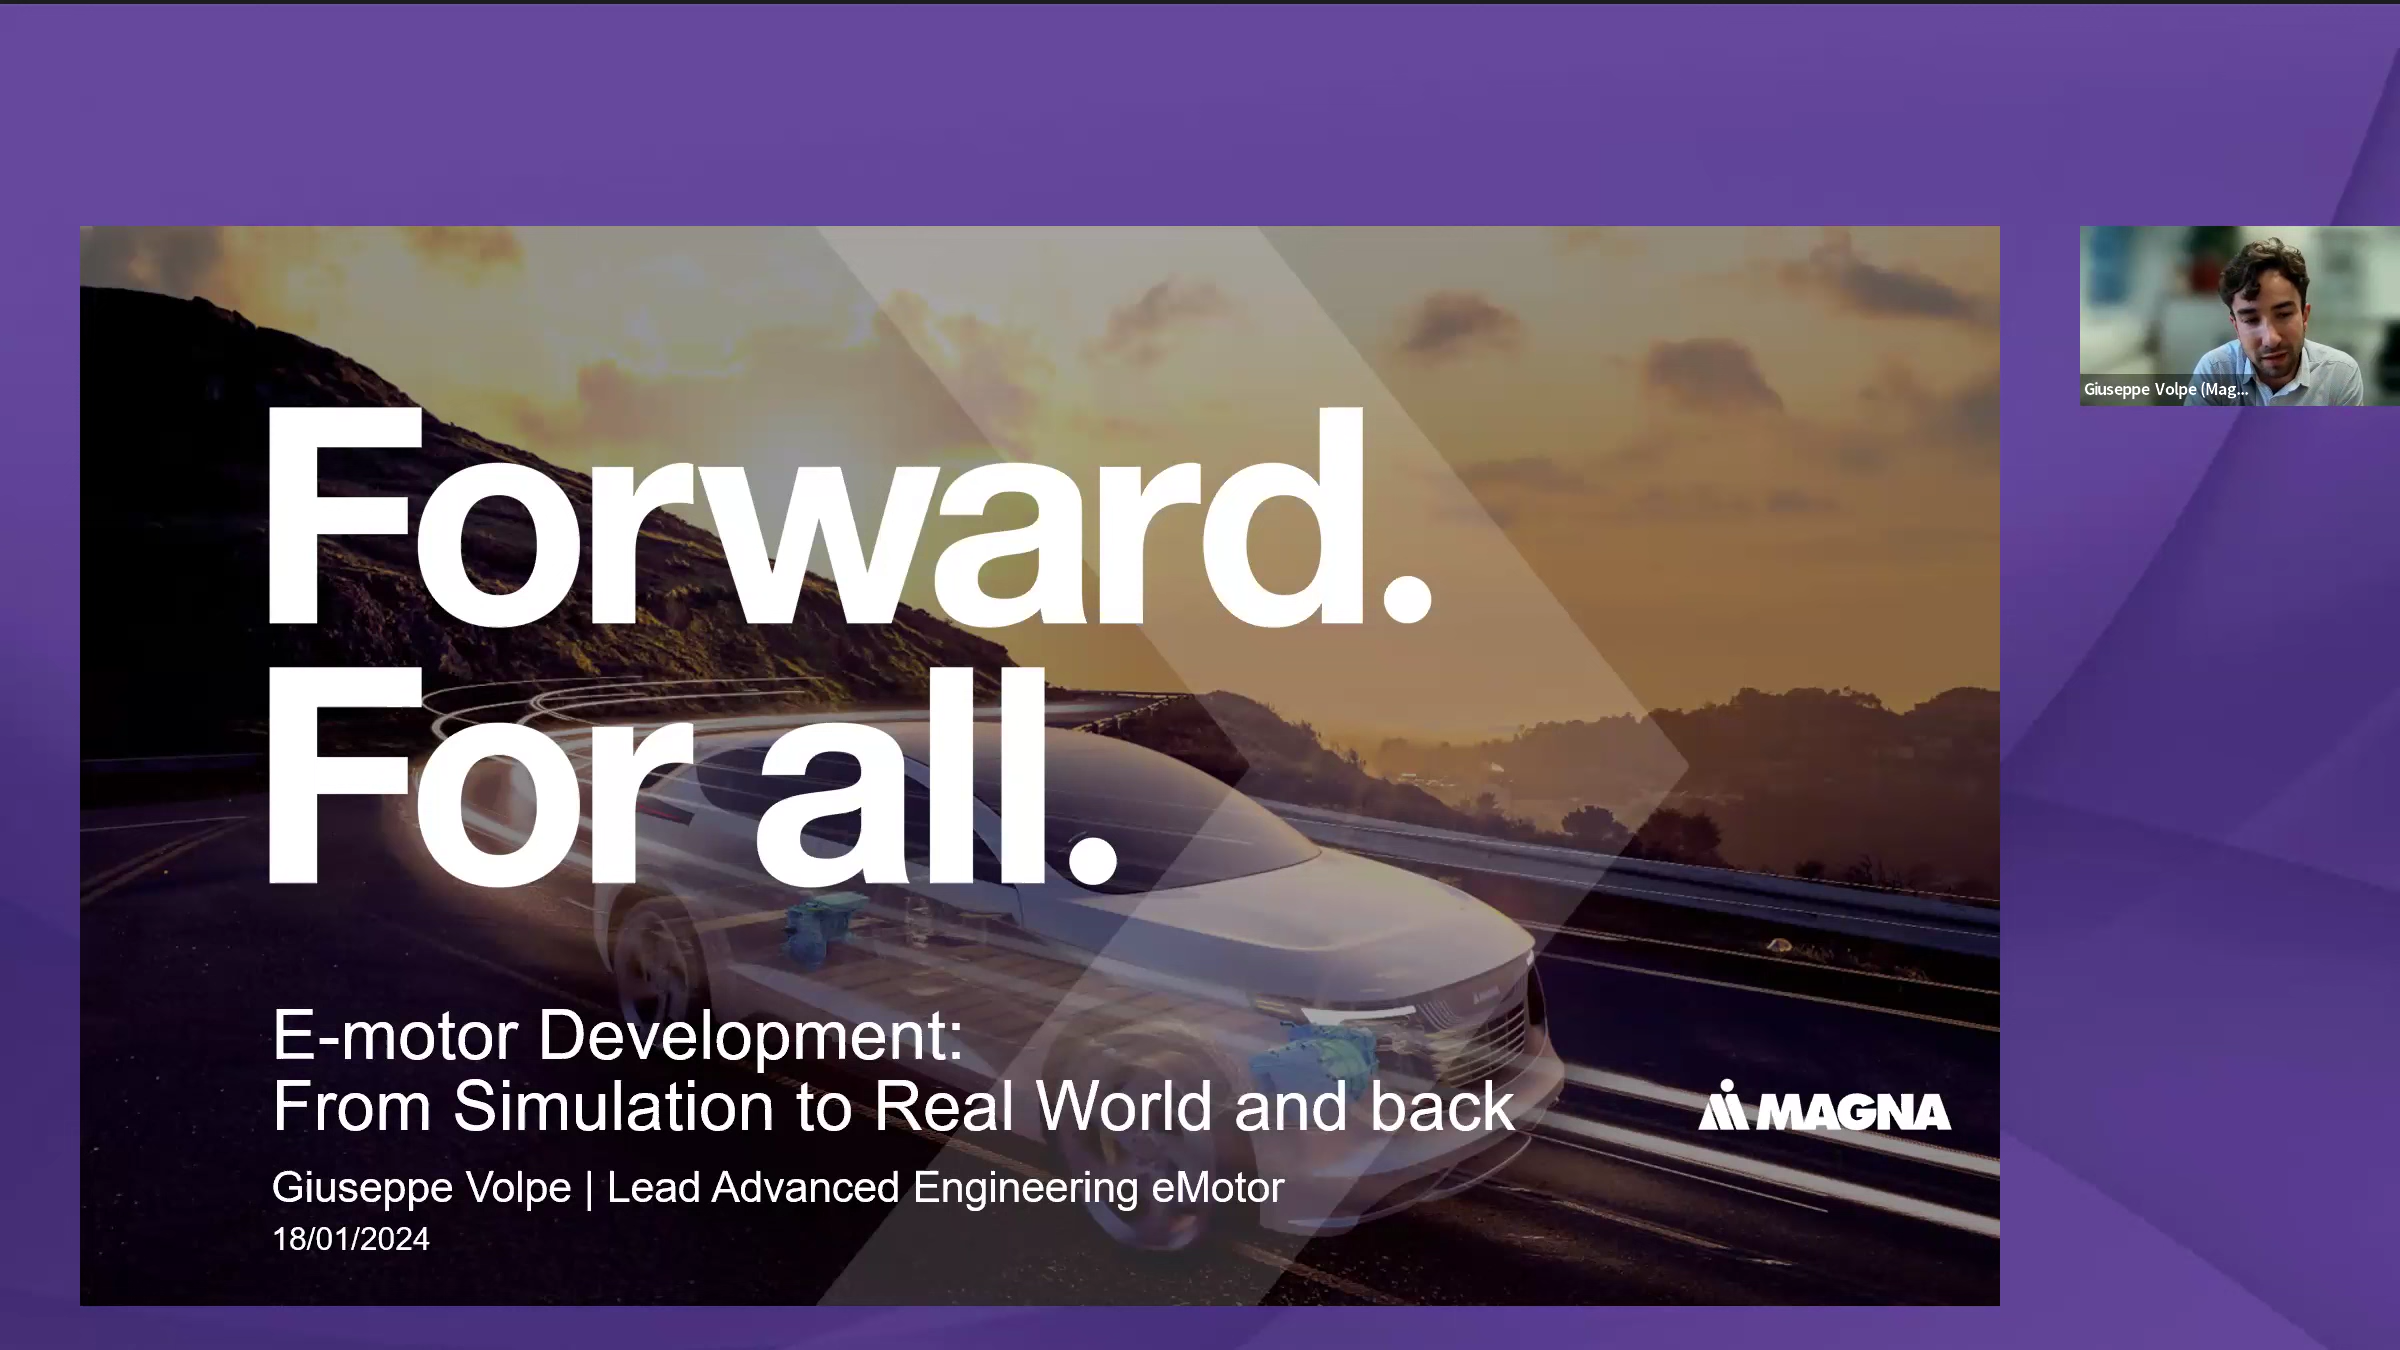 Forward.
For all.
E-motor Development:
From Simulation to Real World and back
Giuseppe Volpe | Lead Advanced Engineering eMotor
18/01/2024
MAGNA
Giuseppe Volpe (Mag...